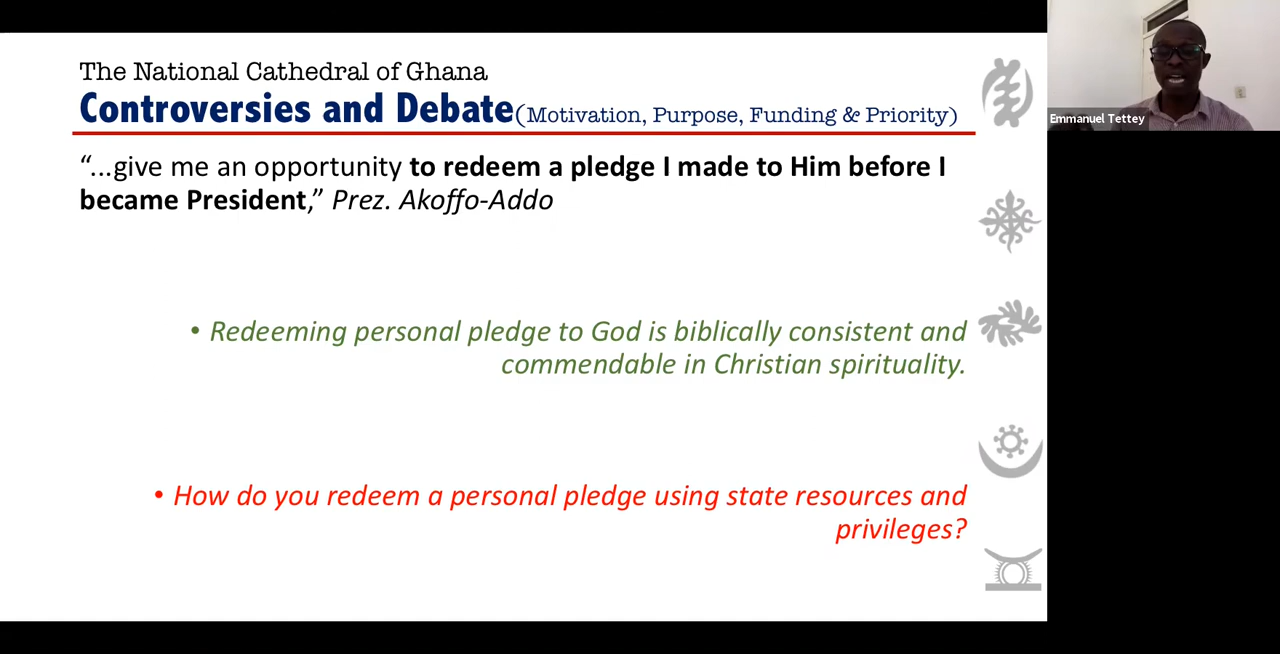 The National Cathedral of Ghana
Controversies and Debate(Motivation, Purpose, Funding & Priority)
“...give me an opportunity to redeem a pledge I made to Him before I
became President,” Prez. Akoffo-Addo
• Redeeming personal pledge to God is biblically consistent and
commendable in Christian spirituality.
• How do you redeem a personal pledge using state resources and
privileges?
Emmanuel Tettey